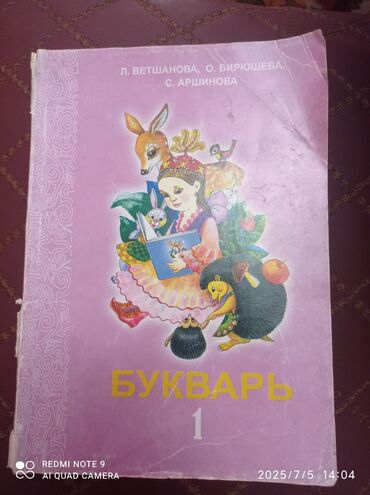 Л. ВЕТШАНОВА, О. БИРЮШЕВА,
С. АРШИНОВА
БУКВАРЬ
1
REDMI NOTE 9
AI QUAD CAMERA
2025/7/5 14:04